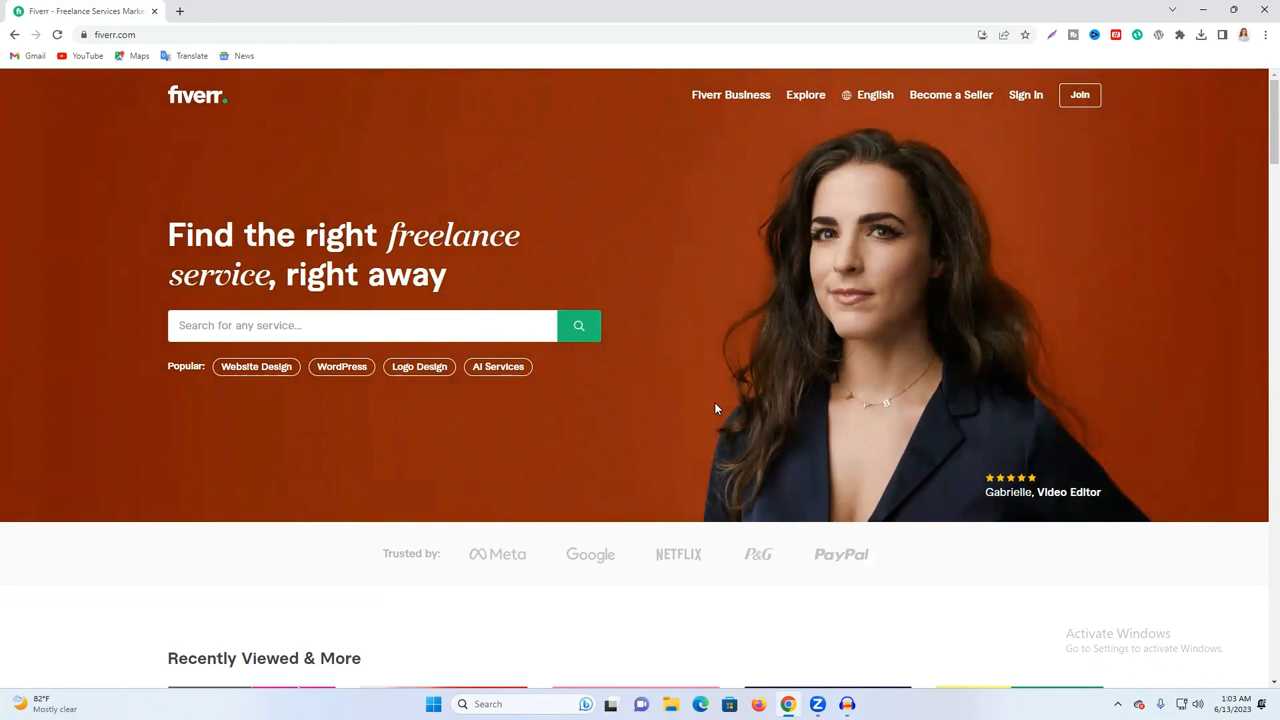 Fiverr - Freelance Services Marke
fiverr.com
Gmail YouTube Maps Translate News
fiverr.
Fiverr Business Explore English Become a Seller Sign In Join
Find the right freelance
service, right away
Search for any service...
Popular: Website Design WordPress Logo Design AI Services
Gabrielle, Video Editor
Trusted by: Meta Google NETFLIX P&G PayPal
Activate Windows
Go to Settings to activate Windows.
Recently Viewed & More
82°F
Mostly clear
Search
1:03 AM
6/13/2023